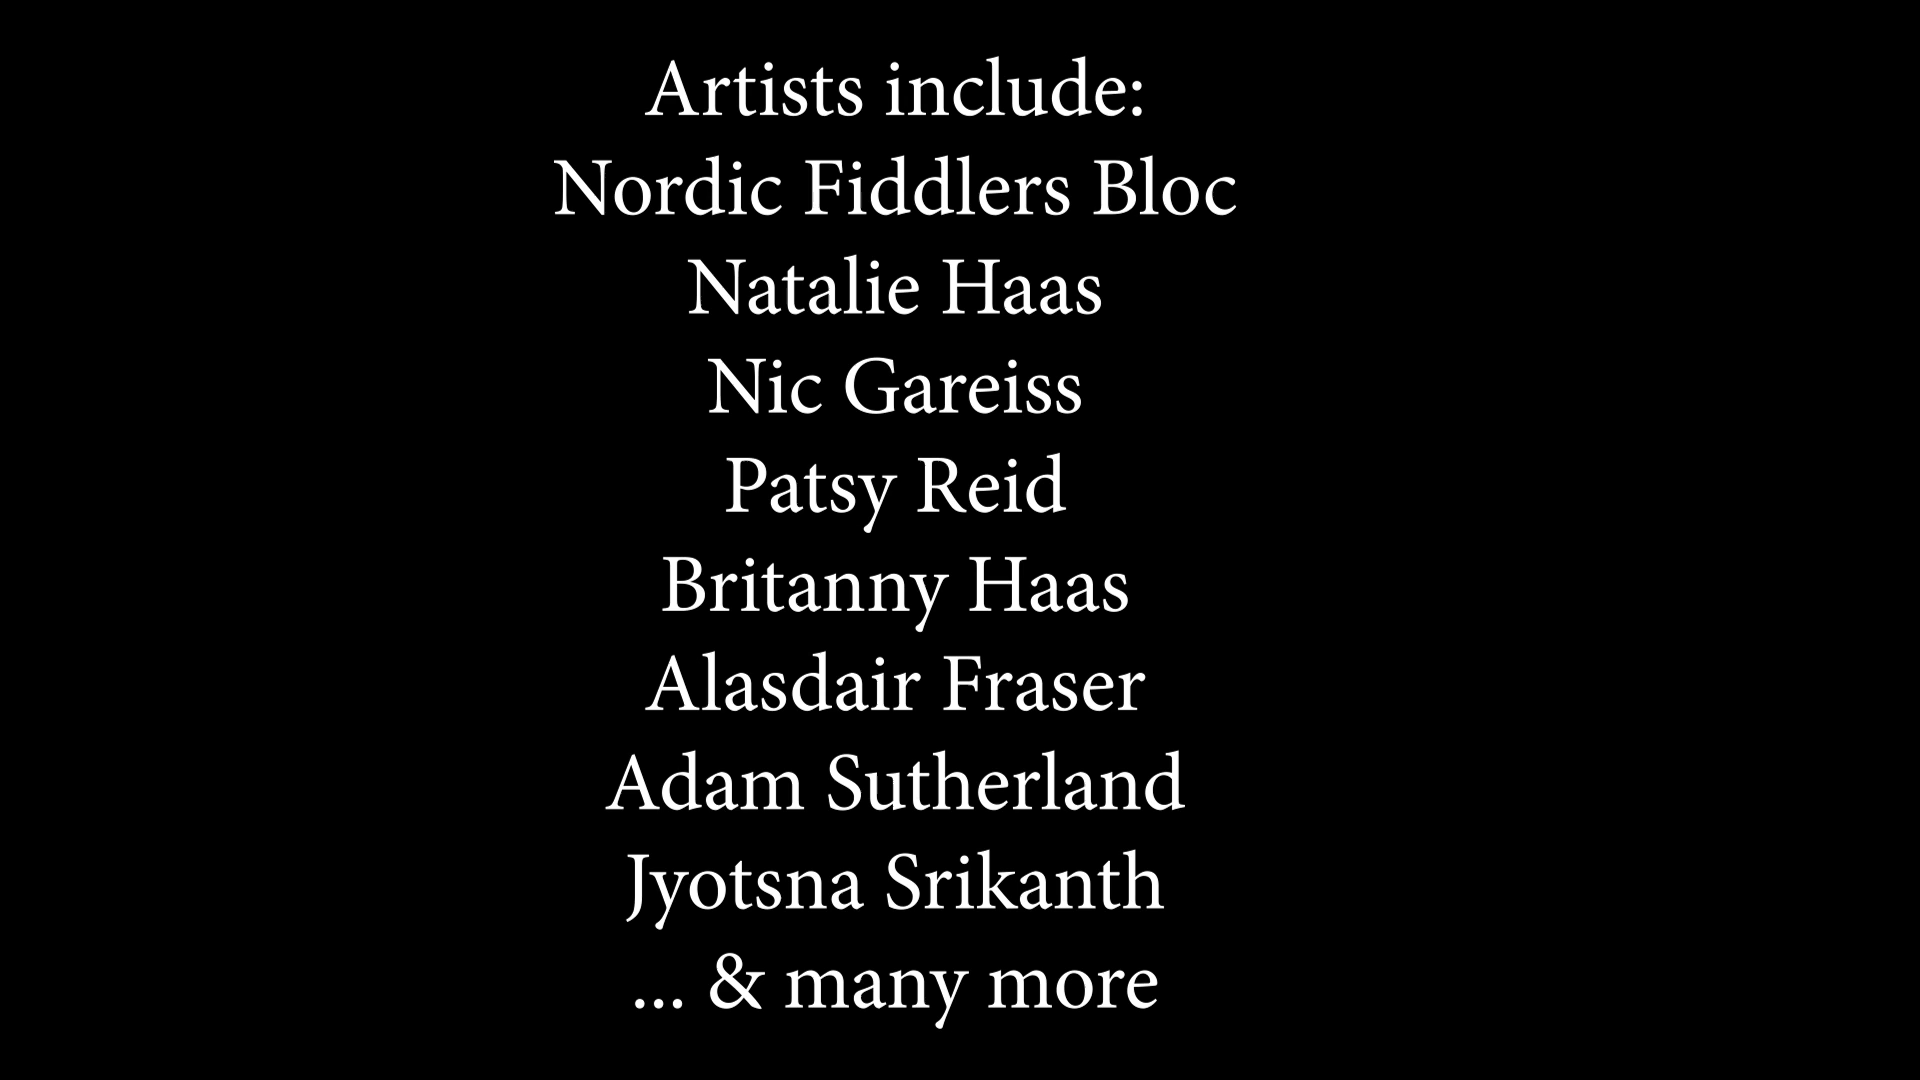 Artists include:
Nordic Fiddlers Bloc
Natalie Haas
Nic Gareiss
Patsy Reid
Britanny Haas
Alasdair Fraser
Adam Sutherland
Jyotsna Srikanth
... & many more